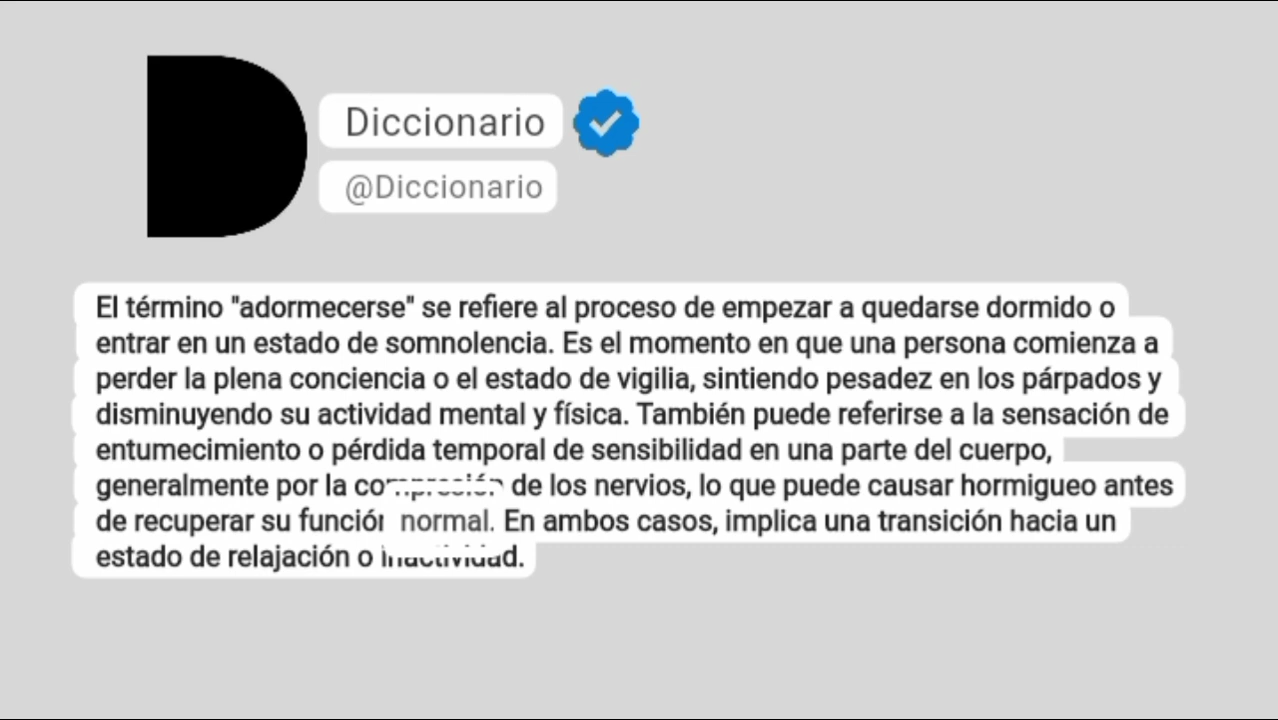 Diccionario
@Diccionario
El término "adormecerse" se refiere al proceso de empezar a quedarse dormido o
entrar en un estado de somnolencia. Es el momento en que una persona comienza a
perder la plena conciencia o el estado de vigilia, sintiendo pesadez en los párpados y
disminuyendo su actividad mental y física. También puede referirse a la sensación de
entumecimiento o pérdida temporal de sensibilidad en una parte del cuerpo,
generalmente por la compresión de los nervios, lo que puede causar hormigueo antes
de recuperar su función normal. En ambos casos, implica una transición hacia un
estado de relajación o inactividad.